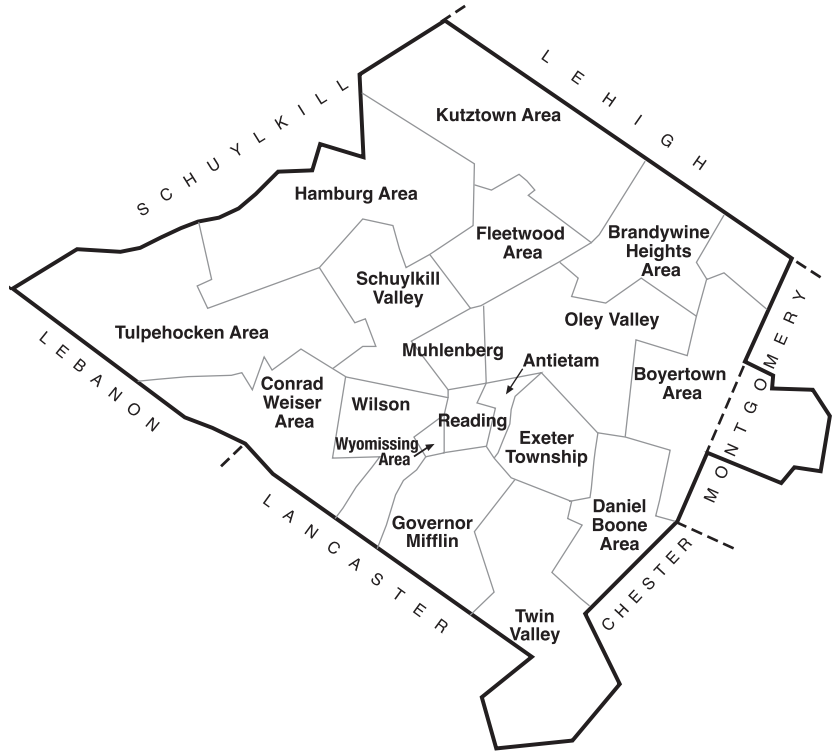 LEHIGH
SCHUYLKILL
Kutztown Area
Hamburg Area
Fleetwood
Area
Brandywine
Heights
Area
Schuylkill
Valley
MONTGOMERY
Tulpehocken Area
Oley Valley
LEBANON
Muhlenberg
Antietam
Conrad
Weiser
Area
Boyertown
Area
Wilson
Reading
Wyomissing
Area
Exeter
Township
LANCASTER
Governor
Mifflin
Daniel
Boone
Area
CHESTER
Twin
Valley